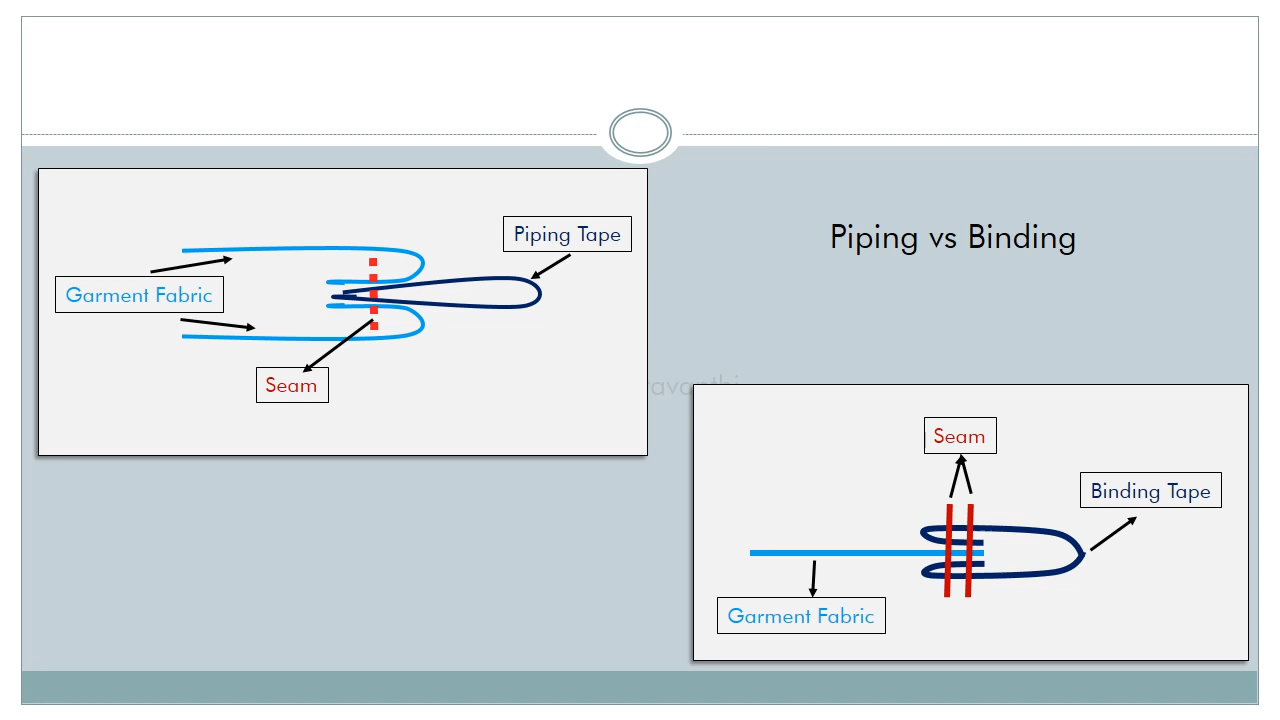 Piping Tape
Piping vs Binding
Garment Fabric
Seam
Seam
Binding Tape
Garment Fabric